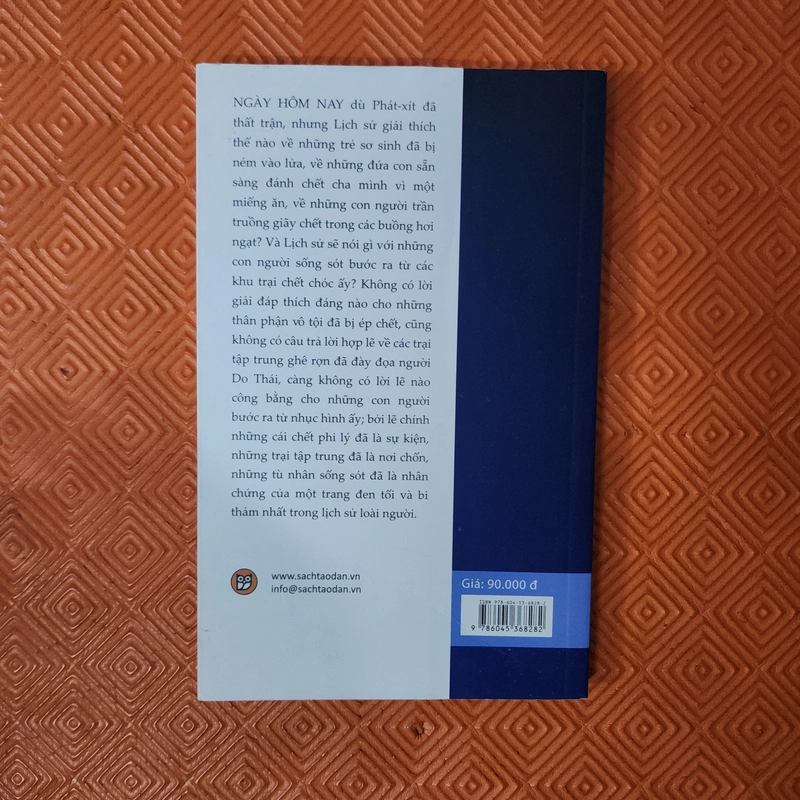 NGÀY HÔM NAY dù Phát-xít đã
thất trận, nhưng Lịch sử giải thích
thế nào về những trẻ sơ sinh đã bị
ném vào lửa, về những đứa con sẵn
sàng đánh chết cha mình vì một
miếng ăn, về những con người trần
truồng giãy chết trong các buồng hơi
ngạt? Và Lịch sử sẽ nói gì với những
con người sống sót bước ra từ các
khu trại chết chóc ấy? Không có lời
giải đáp thích đáng nào cho những
thân phận vô tội đã bị ép chết, cũng
không có câu trả lời hợp lẽ về các trại
tập trung ghê rợn đã đày đọa người
Do Thái, càng không có lời lẽ nào
công bằng cho những con người
bước ra từ nhục hình ấy; bởi lẽ chính
những cái chết phi lý đã là sự kiện,
những trại tập trung đã là nơi chốn,
những tù nhân sống sót đã là nhân
chứng của một trang đen tối và bi
thảm nhất trong lịch sử loài người.
www.sachtaodan.vn
info@sachtaodan.vn
Giá: 90.000 đ
ISBN 978-604-53-6828-2
9 786045 368282